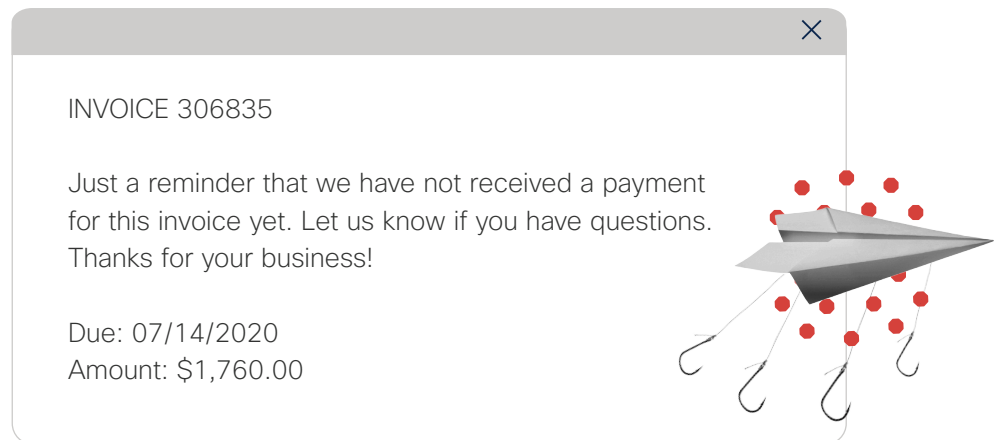 INVOICE 306835
Just a reminder that we have not received a payment
for this invoice yet. Let us know if you have questions.
Thanks for your business!
Due: 07/14/2020
Amount: $1,760.00